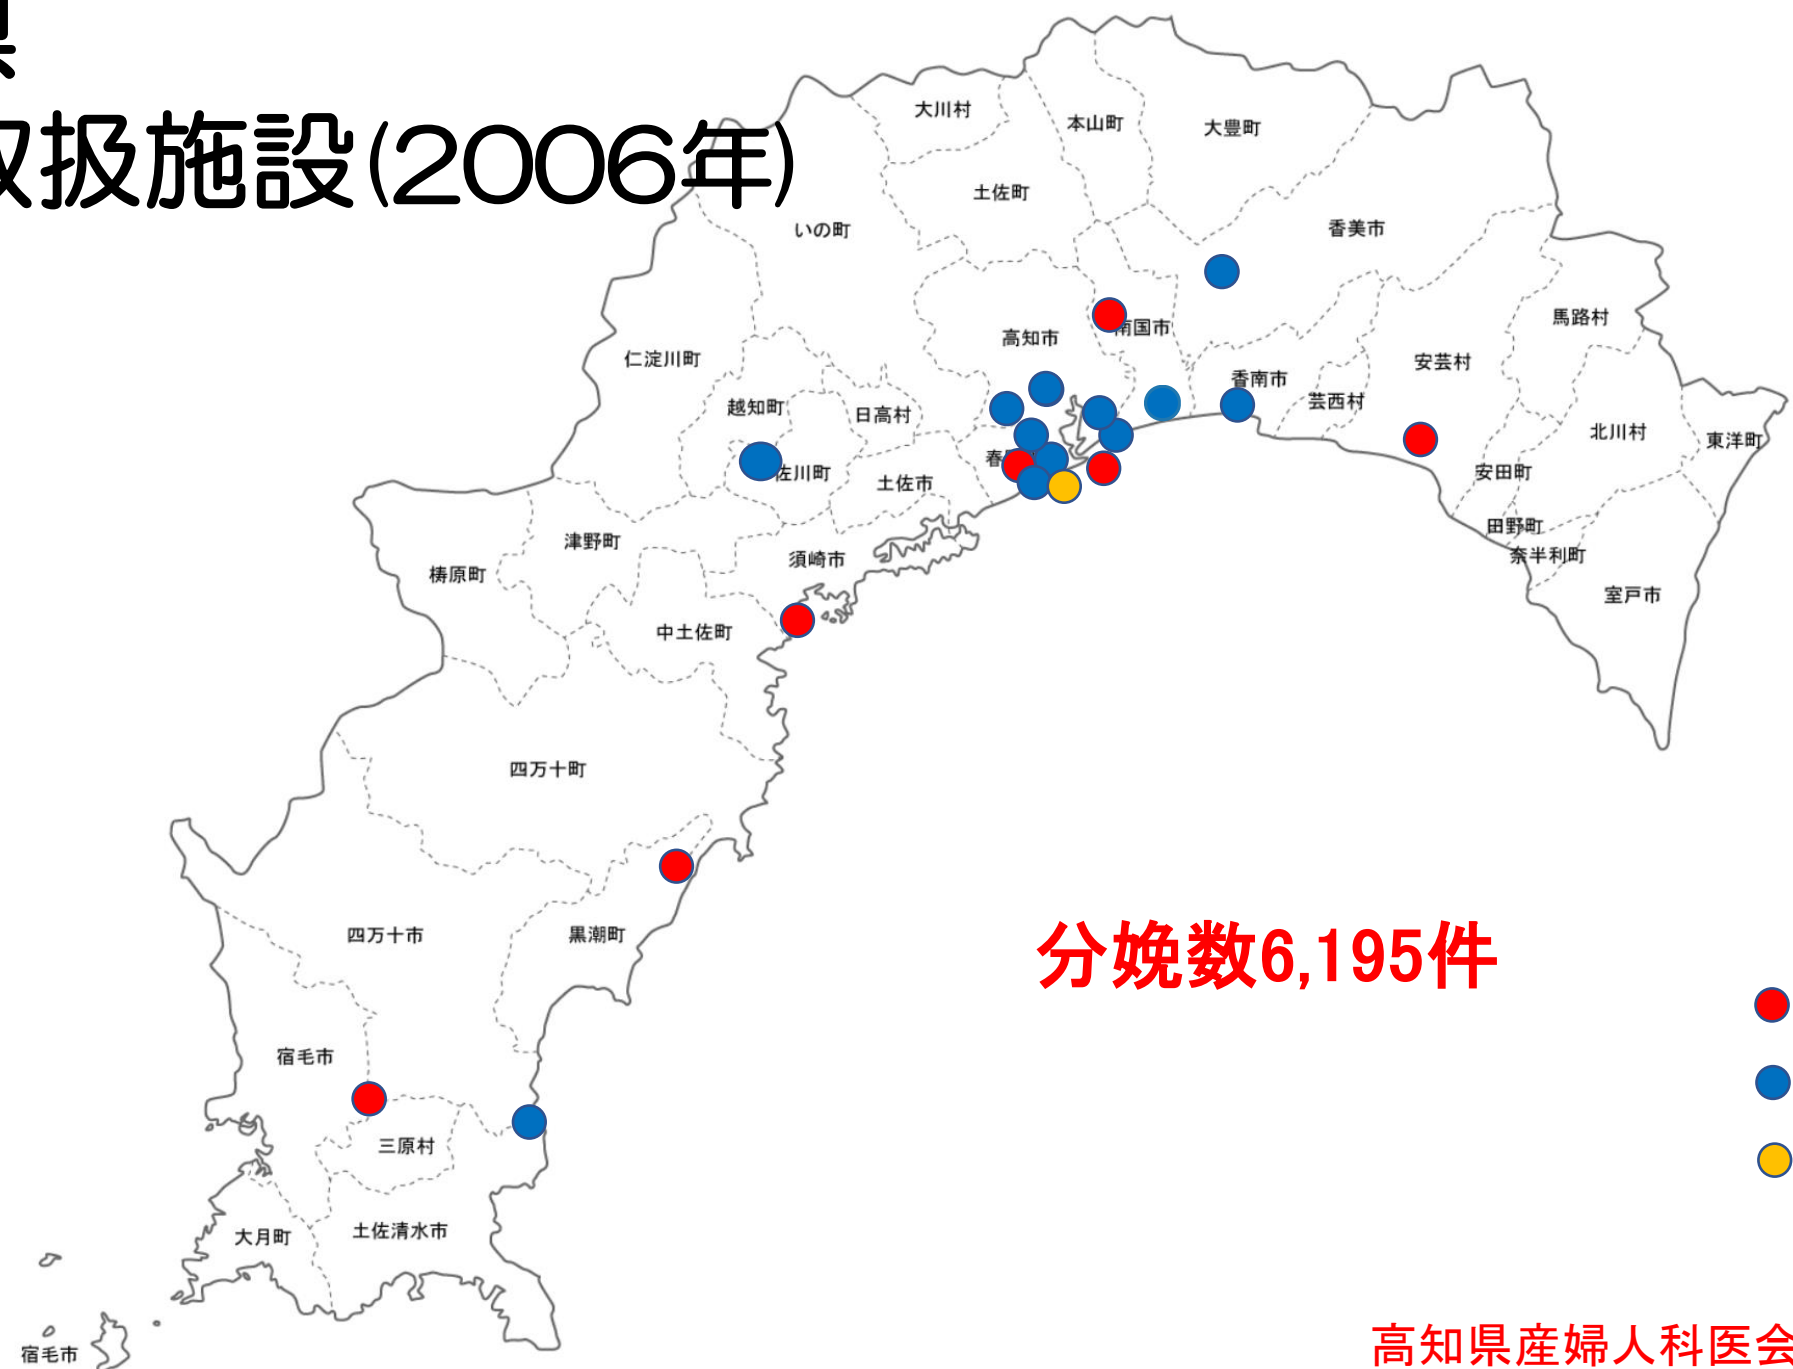 県
取扱施設(2006年)
大川村
本山町
大豊町
土佐町
いの町
香美市
馬路村
高知市
南国市
仁淀川町
安芸村
香南市
芸西村
越知町
日高村
北川村
東洋町
春
佐川町
土佐市
安田町
田野町
津野町
須崎市
奈半利町
梼原町
室戸市
中土佐町
四万十町
四万十市
黒潮町
分娩数6,195件
宿毛市
三原村
大月町
土佐清水市
宿毛市
高知県産婦人科医会